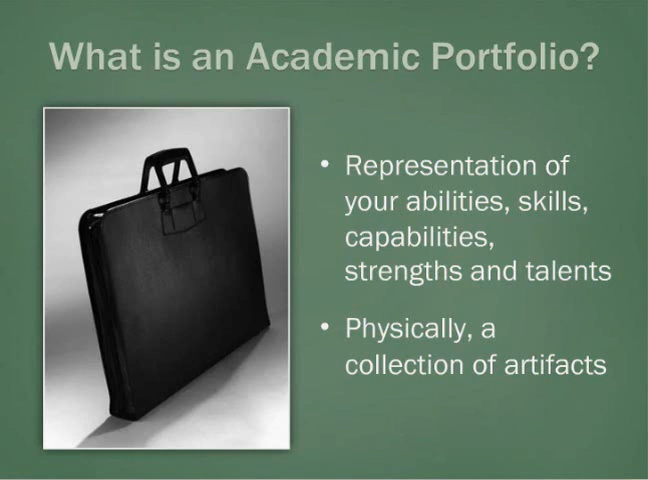 What is an Academic Portfolio?
• Representation of
your abilities, skills,
capabilities,
strengths and talents
• Physically, a
collection of artifacts